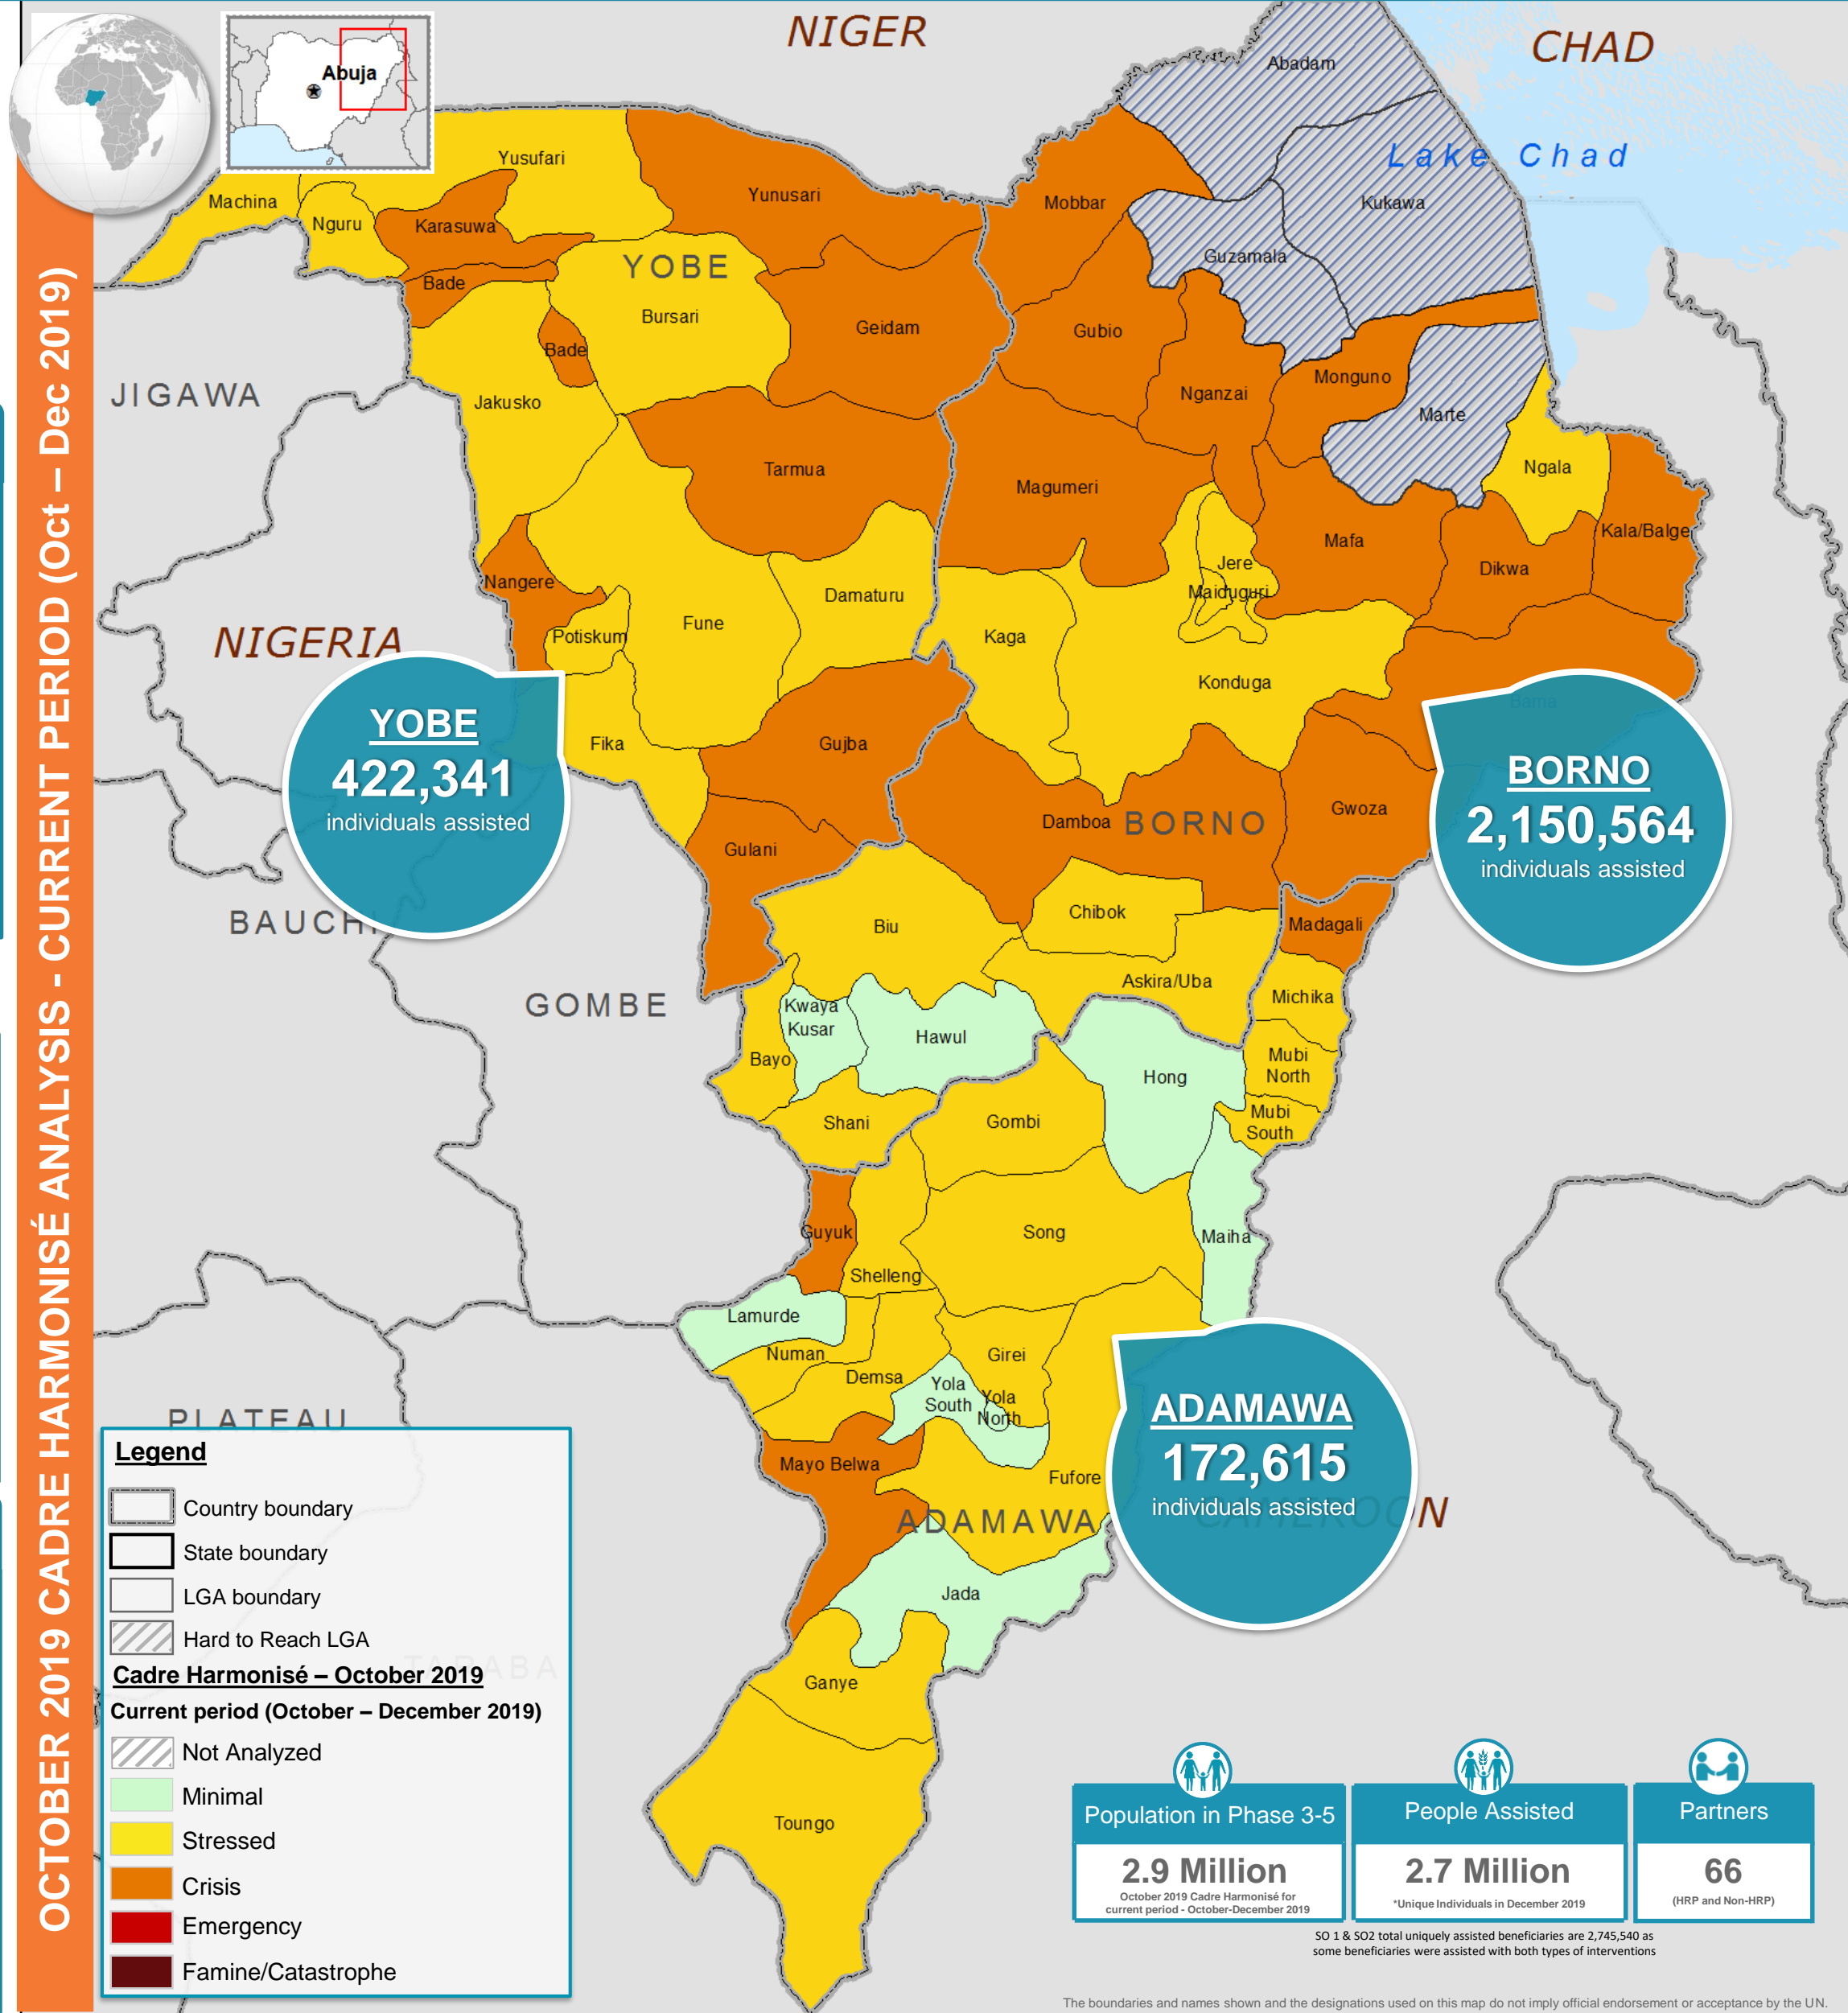 OCTOBER 2019 CADRE HARMONISÉ ANALYSIS - CURRENT PERIOD (Oct – Dec 2019)
Abuja
NIGER
CHAD
Lake Chad
Abadam
Yusufari
Machina
Nguru
Karasuwa
Yunusari
Mobbar
Kukawa
Guzamala
YOBE
Bade
Bursari
Geidam
Gubio
Bade
Monguno
Nganzai
JIGAWA
Jakusko
Marte
Tarmua
Magumeri
Ngala
Kala/Balge
Mafa
Jere
Dikwa
Nangere
Maiduguri
Damaturu
Fune
Potiskum
Kaga
NIGERIA
Konduga
Bama
Fika
Gujba
YOBE
422,341
individuals assisted
BORNO
2,150,564
individuals assisted
Gwoza
Damboa
BORNO
Gulani
BAUCHI
Biu
Chibok
Madagali
Askira/Uba
Michika
GOMBE
Kwaya
Kusar
Hawul
Bayo
Mubi
North
Hong
Shani
Gombi
Mubi
South
Guyuk
Song
Maiha
Shelleng
Lamurde
Numan
Girei
Demsa
Yola
South
Yola
North
PLATEAU
Mayo Belwa
Fufore
ADAMAWA
ADAMAWA
172,615
individuals assisted
CAMEROON
Jada
Ganye
Toungo
TARABA
Legend
Country boundary
State boundary
LGA boundary
Hard to Reach LGA
Cadre Harmonisé – October 2019
Current period (October – December 2019)
Not Analyzed
Minimal
Stressed
Crisis
Emergency
Famine/Catastrophe
Population in Phase 3-5
2.9 Million
October 2019 Cadre Harmonisé for
current period - October-December 2019
People Assisted
2.7 Million
*Unique Individuals in December 2019
Partners
66
(HRP and Non-HRP)
SO 1 & SO2 total uniquely assisted beneficiaries are 2,745,540 as
some beneficiaries were assisted with both types of interventions
The boundaries and names shown and the designations used on this map do not imply official endorsement or acceptance by the UN.